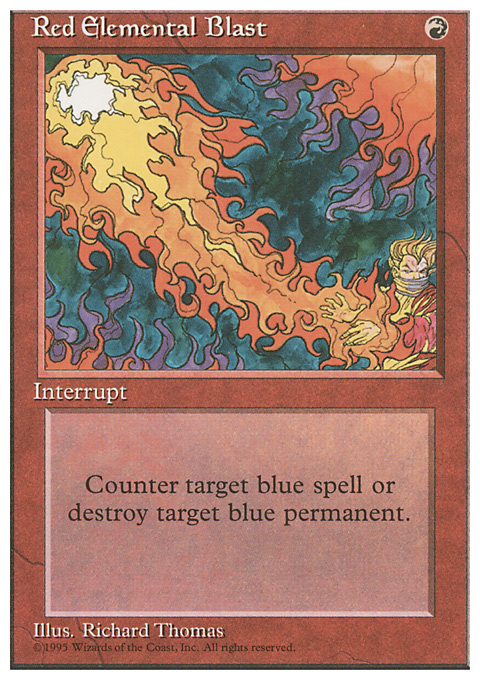 Red Elemental Blast
Interrupt
Counter target blue spell or
destroy target blue permanent.
Illus. Richard Thomas
© 1995 Wizards of the Coast, Inc. All rights reserved.